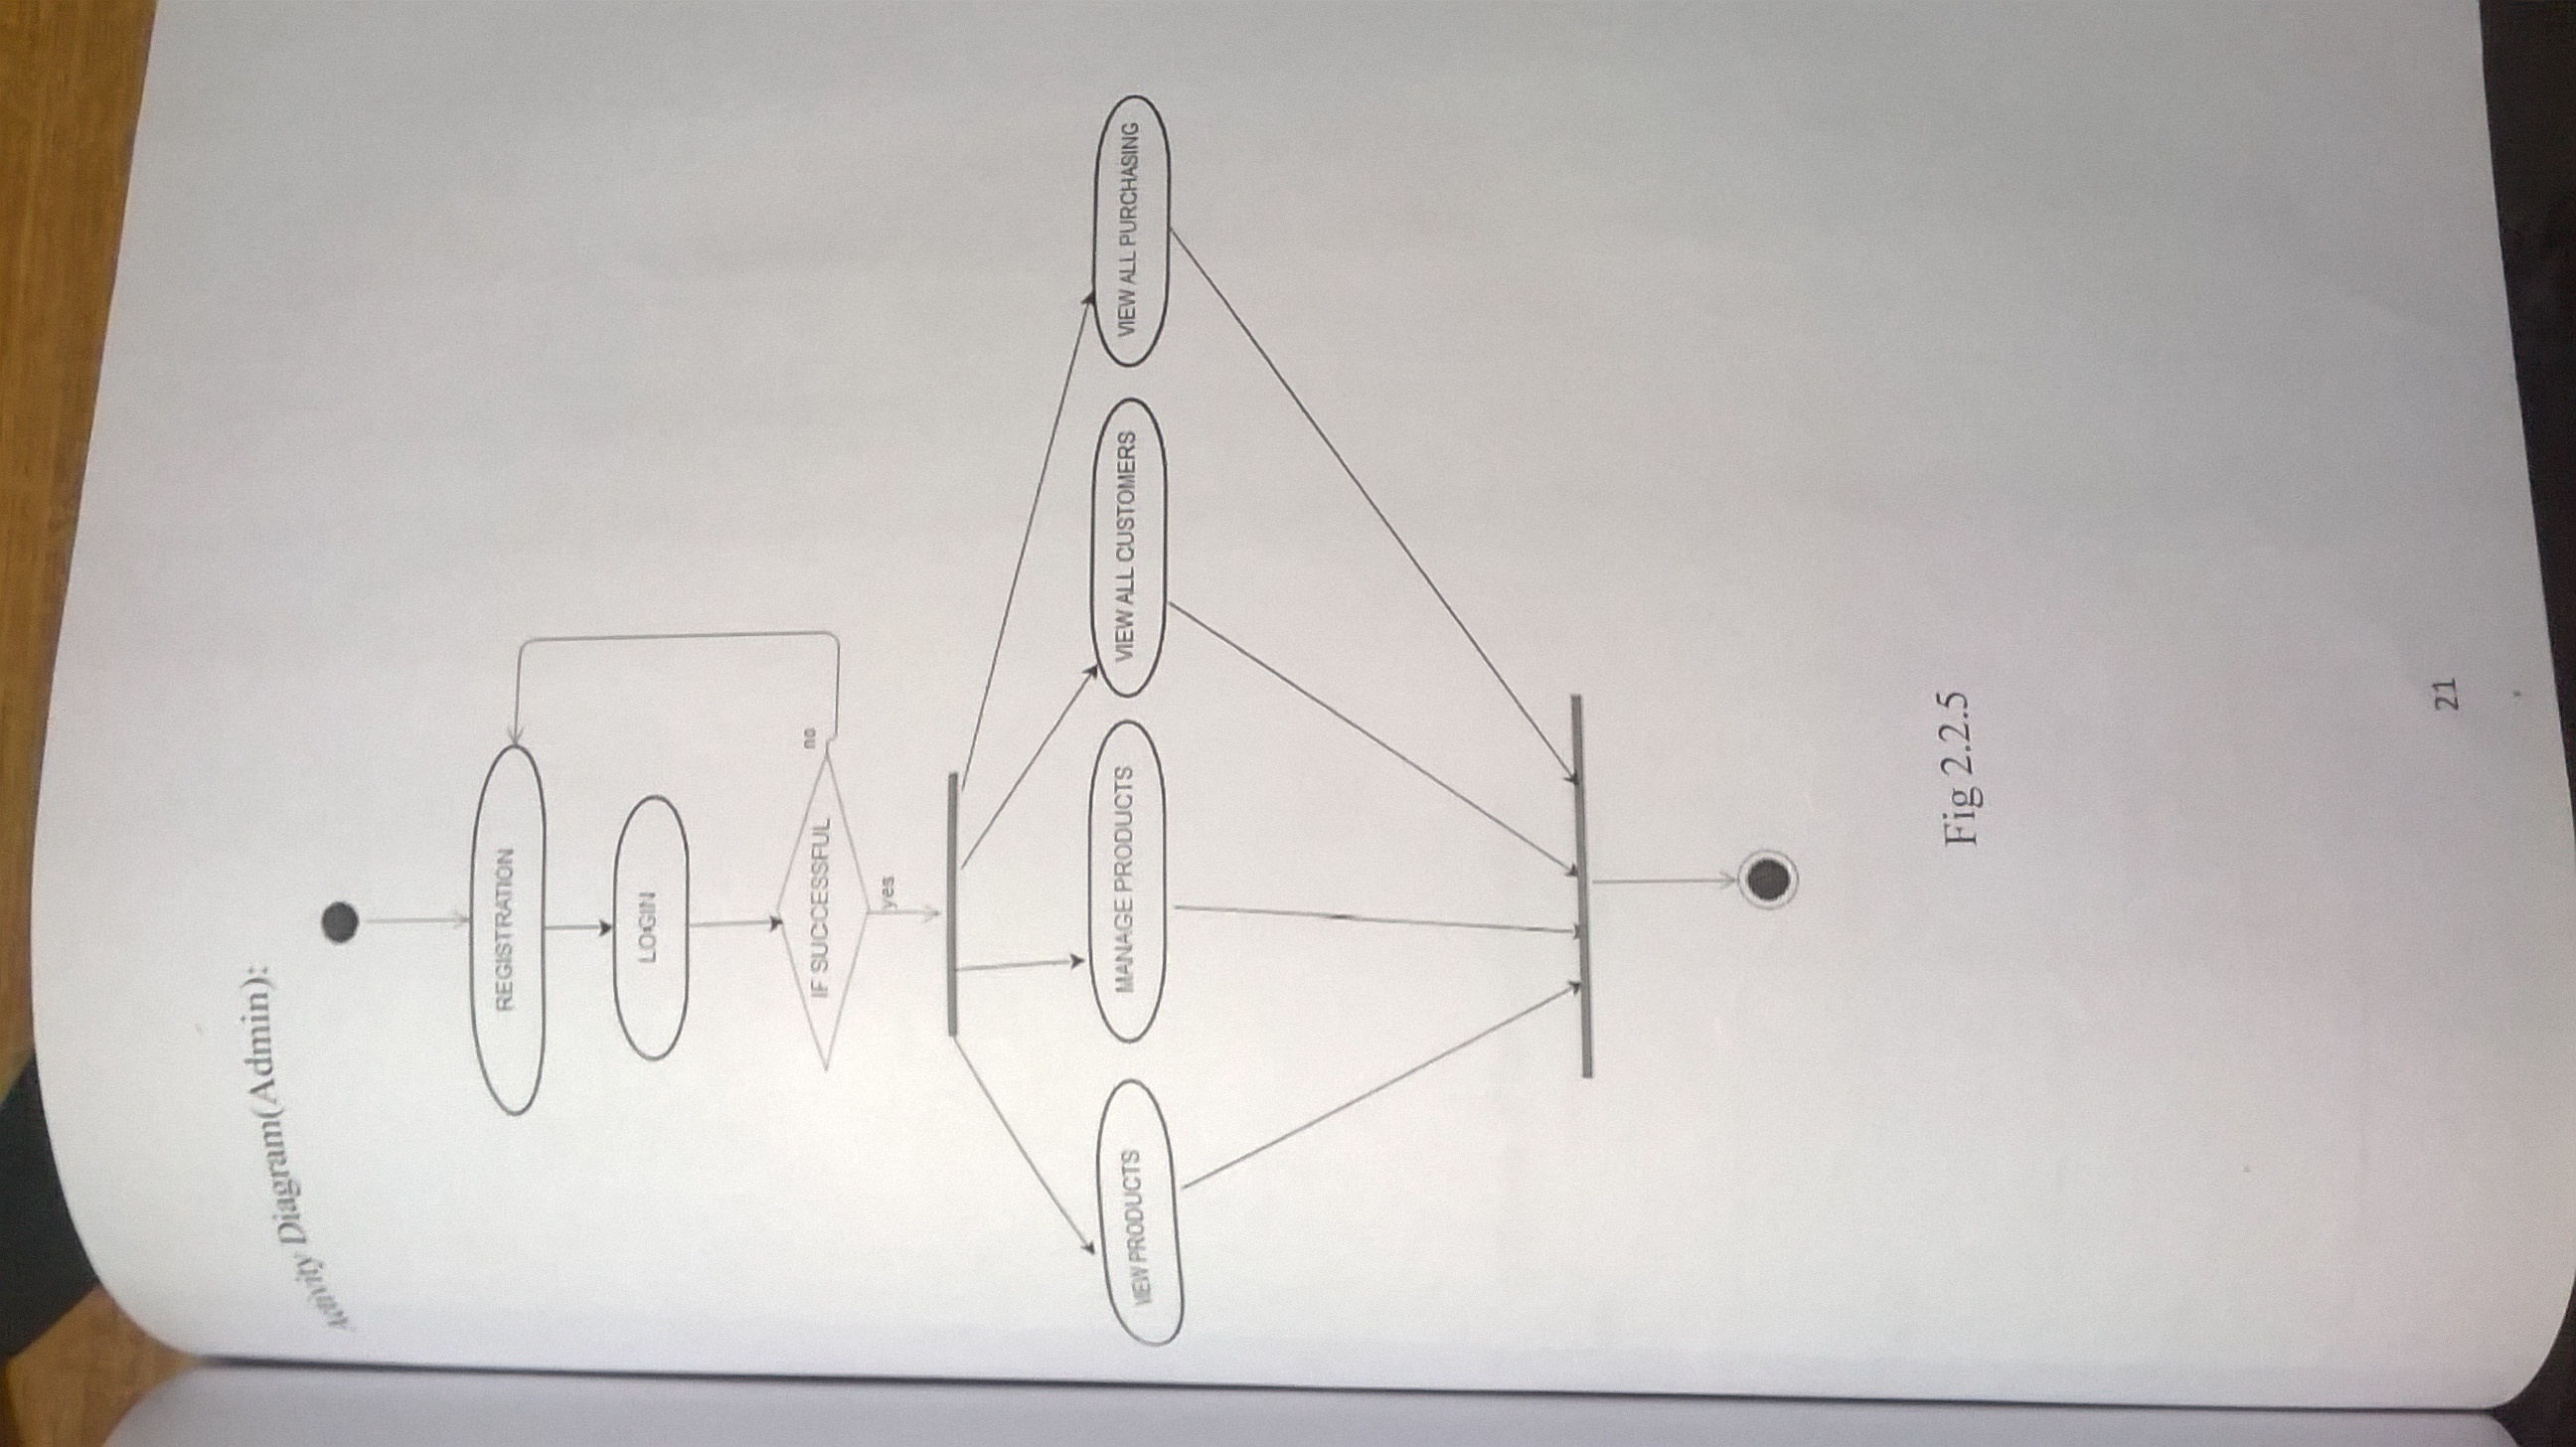 Activity Diagram(Admin):
REGISTRATION
LOGIN
IF SUCCESSFUL
no
yes
VIEW PRODUCTS
MANAGE PRODUCTS
VIEW ALL CUSTOMERS
VIEW ALL PURCHASING
Fig 2.2.5
21